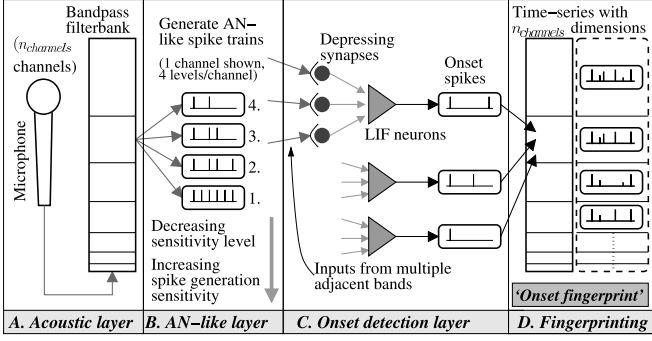 Bandpass
filterbank
(n_channels
channels)
Microphone
Generate AN−
like spike trains
(1 channel shown,
4 levels/channel)
4.
3.
2.
1.
Decreasing
sensitivity level
Increasing
spike generation
sensitivity
Depressing
synapses
LIF neurons
Onset
spikes
Inputs from multiple
adjacent bands
Time−series with
n_channels dimensions
'Onset fingerprint'
A. Acoustic layer
B. AN−like layer
C. Onset detection layer
D. Fingerprinting